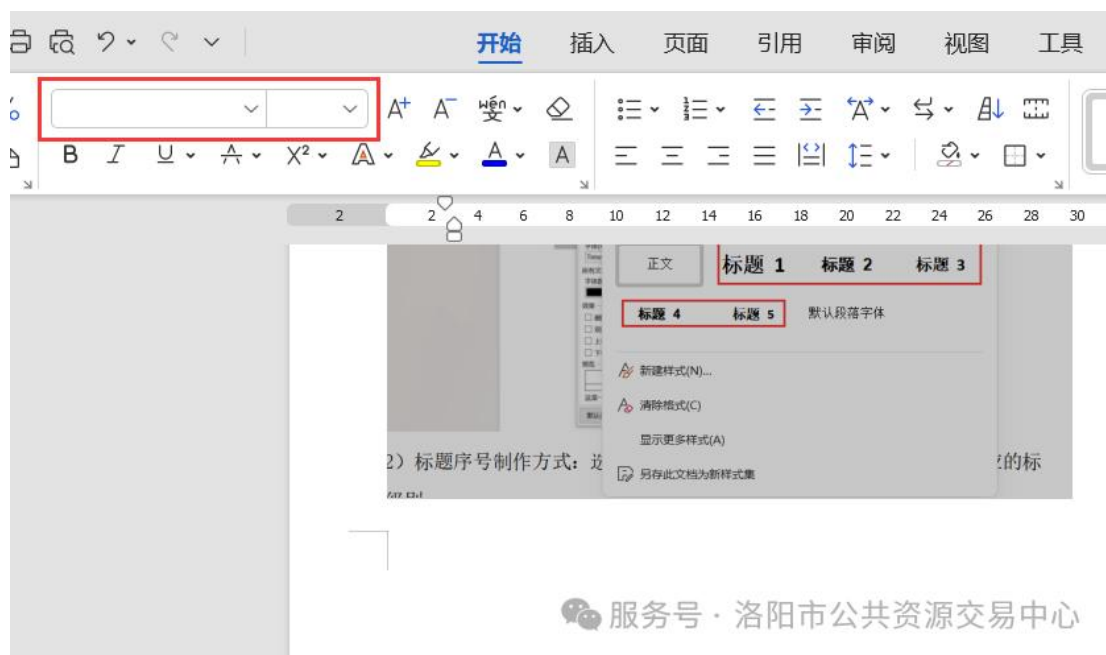 开始 插入 页面 引用 审阅 视图 工具
A+ A- wén 变
B I U A X² A A A
2 2 4 6 8 10 12 14 16 18 20 22 24 26 28 30
正文 标题 1 标题 2 标题 3
标题 4 标题 5 默认段落字体
新建样式(N)...
清除格式(C)
显示更多样式(A)
2）标题序号制作方式：选 的标
另存此文档为新样式集
服务号 · 洛阳市公共资源交易中心